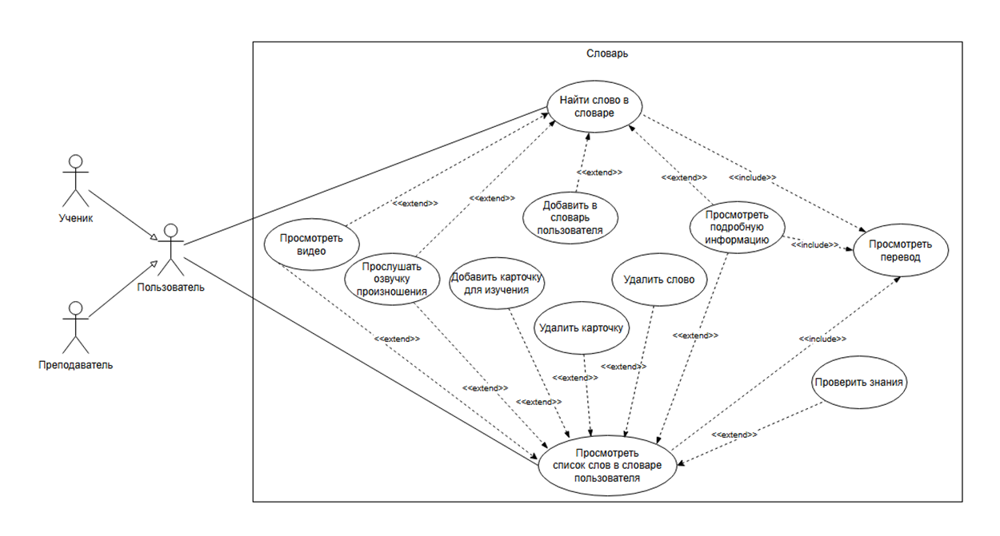 Словарь
Найти слово в
словаре
<<extend>>
<<extend>>
<<extend>>
<<extend>>
<<include>>
Ученик
Пользователь
Преподаватель
Просмотреть
видео
Прослушать
озвучку
произношения
Добавить в
словарь
пользователя
Просмотреть
подробную
информацию
<<include>>
Просмотреть
перевод
Добавить карточку
для изучения
Удалить карточку
Удалить слово
<<extend>>
<<extend>>
<<extend>>
<<extend>>
<<extend>>
<<extend>>
<<include>>
Проверить знания
<<extend>>
Просмотреть
список слов в словаре
пользователя